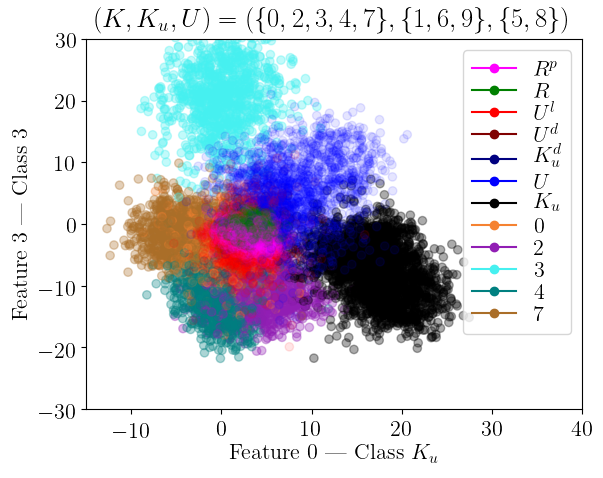 (K, K_u, U) = ({0, 2, 3, 4, 7}, {1, 6, 9}, {5, 8})
30
20
10
0
−10
−20
−30
Feature 3 — Class 3
R^p
R
U^l
U^d
K_u^d
U
K_u
0
2
3
4
7
−10
0
10
20
30
40
Feature 0 — Class K_u